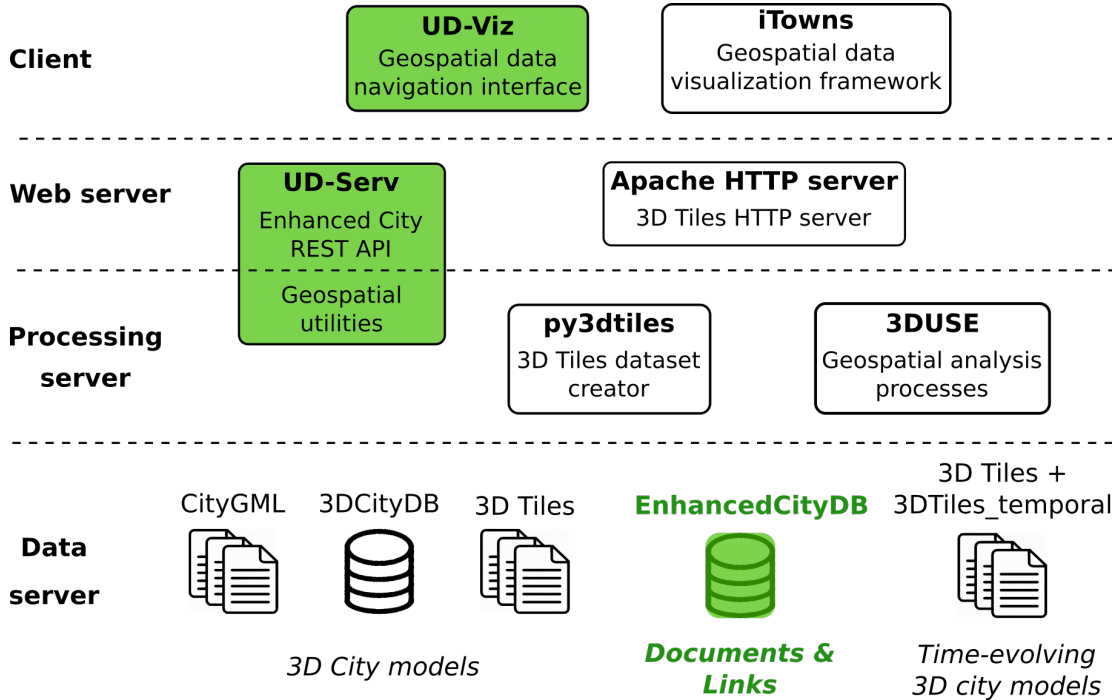 Client
UD-Viz
Geospatial data
navigation interface
iTowns
Geospatial data
visualization framework
Web server
UD-Serv
Enhanced City
REST API
Geospatial
utilities
Apache HTTP server
3D Tiles HTTP server
Processing
server
py3dtiles
3D Tiles dataset
creator
3DUSE
Geospatial analysis
processes
Data
server
CityGML
3DCityDB
3D Tiles
3D City models
EnhancedCityDB
Documents &
Links
3D Tiles +
3DTiles_temporal
Time-evolving
3D city models